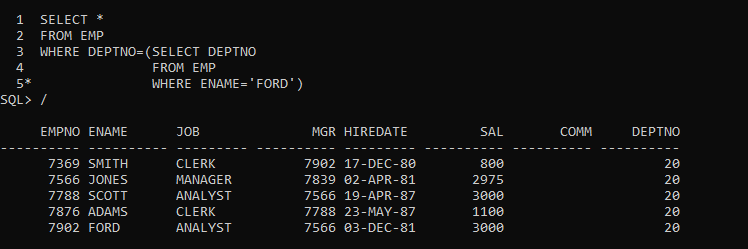 1  SELECT *
  2  FROM EMP
  3  WHERE DEPTNO=(SELECT DEPTNO
  4                FROM EMP
  5*               WHERE ENAME='FORD')
SQL> /
     EMPNO ENAME      JOB              MGR HIREDATE         SAL       COMM     DEPTNO
---------- ---------- --------- ---------- --------- ---------- ---------- ----------
      7369 SMITH      CLERK           7902 17-DEC-80        800                    20
      7566 JONES      MANAGER         7839 02-APR-81       2975                    20
      7788 SCOTT      ANALYST         7566 19-APR-87       3000                    20
      7876 ADAMS      CLERK           7788 23-MAY-87       1100                    20
      7902 FORD       ANALYST         7566 03-DEC-81       3000                    20